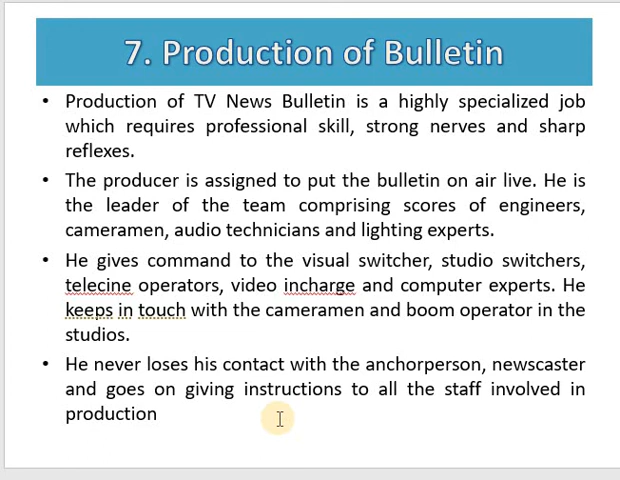 7. Production of Bulletin
• Production of TV News Bulletin is a highly specialized job
which requires professional skill, strong nerves and sharp
reflexes.
• The producer is assigned to put the bulletin on air live. He is
the leader of the team comprising scores of engineers,
cameramen, audio technicians and lighting experts.
• He gives command to the visual switcher, studio switchers,
telecine operators, video incharge and computer experts. He
keeps in touch with the cameramen and boom operator in the
studios.
• He never loses his contact with the anchorperson, newscaster
and goes on giving instructions to all the staff involved in
production